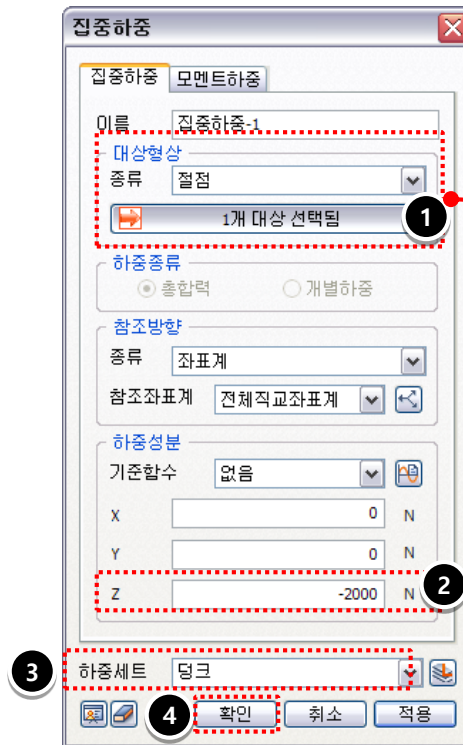 집중하중
집중하중 모멘트하중
이름 집중하중-1
대상형상
종류 절점
1개 대상 선택됨 1
하중종류
총합력 개별하중
참조방향
종류 좌표계
참조좌표계 전체직교좌표계
하중성분
기준함수 없음
X 0 N
Y 0 N
Z -2000 N 2
3 하중세트 덩크
4 확인 취소 적용